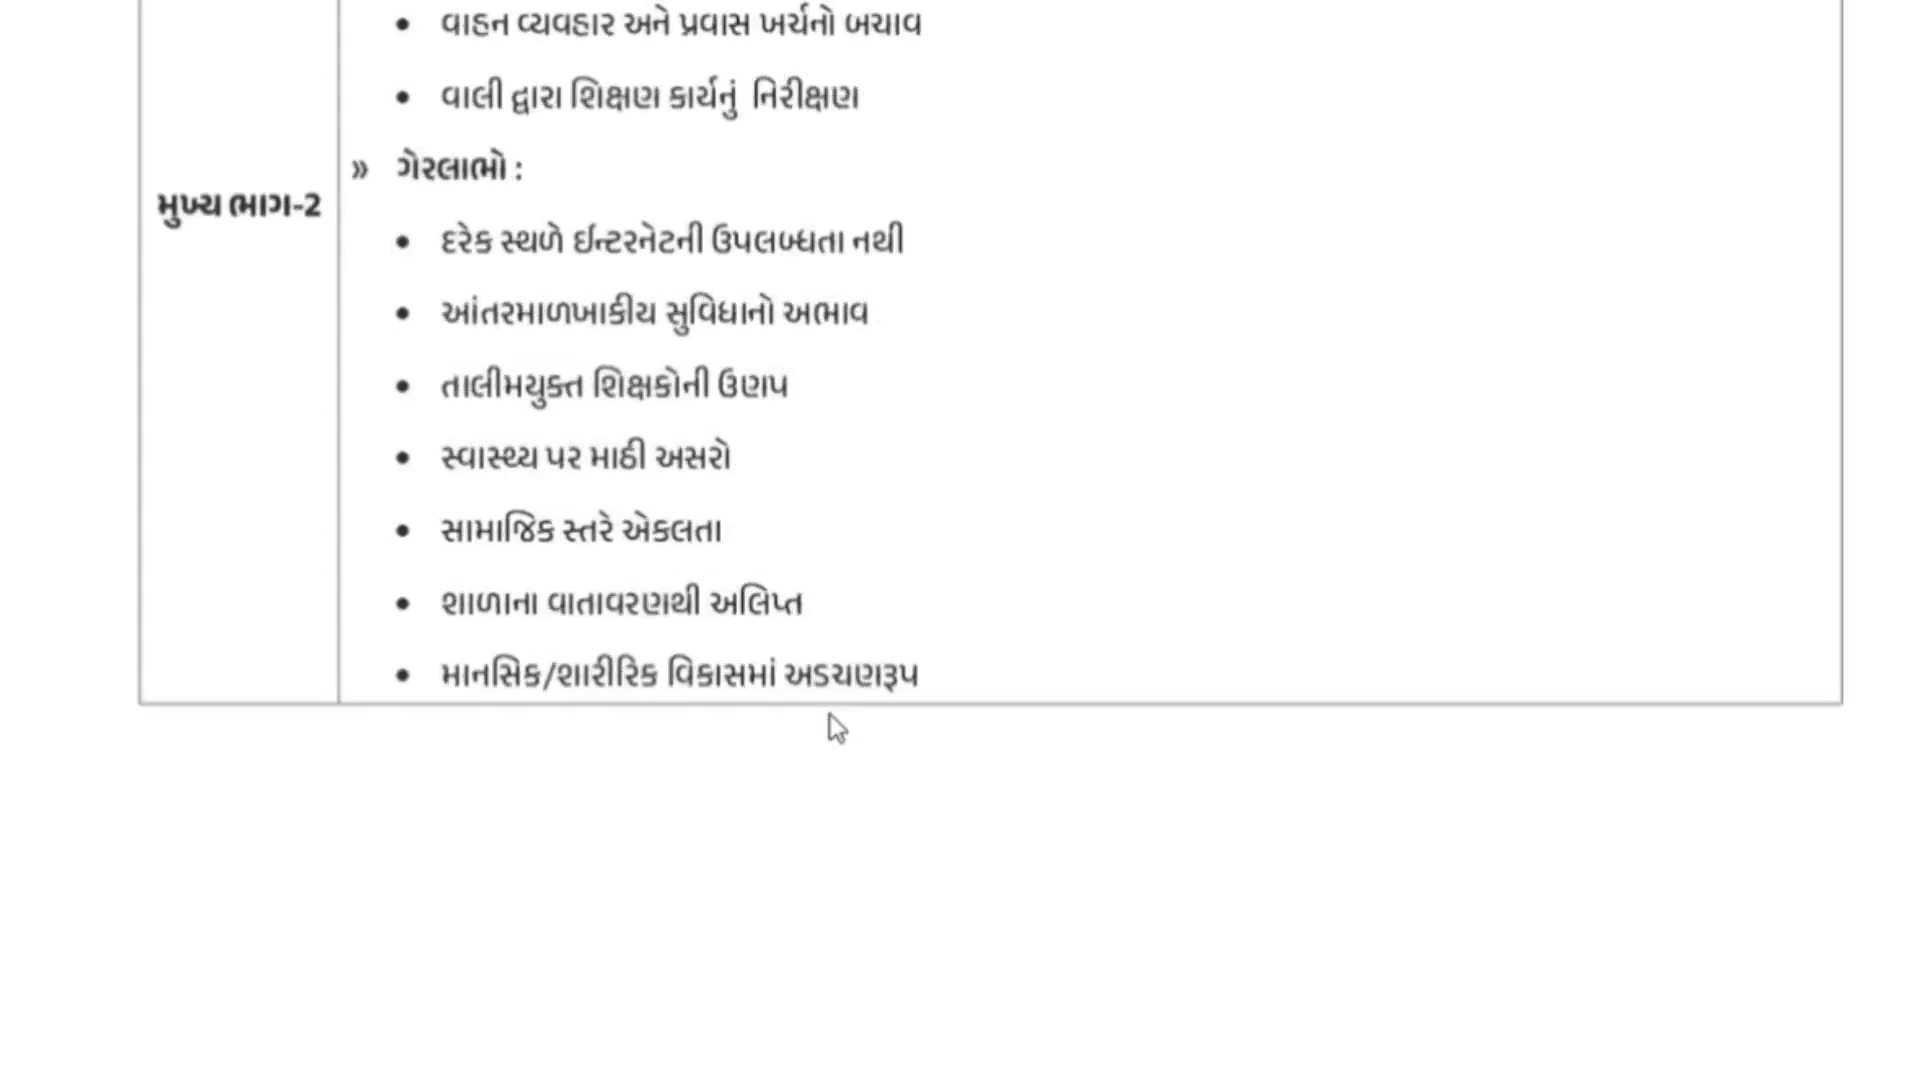 વાહન વ્યવહાર અને પ્રવાસ ખર્ચનો બચાવ
વાલી દ્વારા શિક્ષણ કાર્યનું નિરીક્ષણ
» ગેરલાભો :
મુખ્ય ભાગ-2
દરેક સ્થળે ઈન્ટરનેટની ઉપલબ્ધતા નથી
આંતરમાળખાકીય સુવિધાનો અભાવ
તાલીમયુક્ત શિક્ષકોની ઉણપ
સ્વાસ્થ્ય પર માઠી અસરો
સામાજિક સ્તરે એકલતા
શાળાના વાતાવરણથી અલિપ્ત
માનસિક/શારીરિક વિકાસમાં અડચણરૂપ